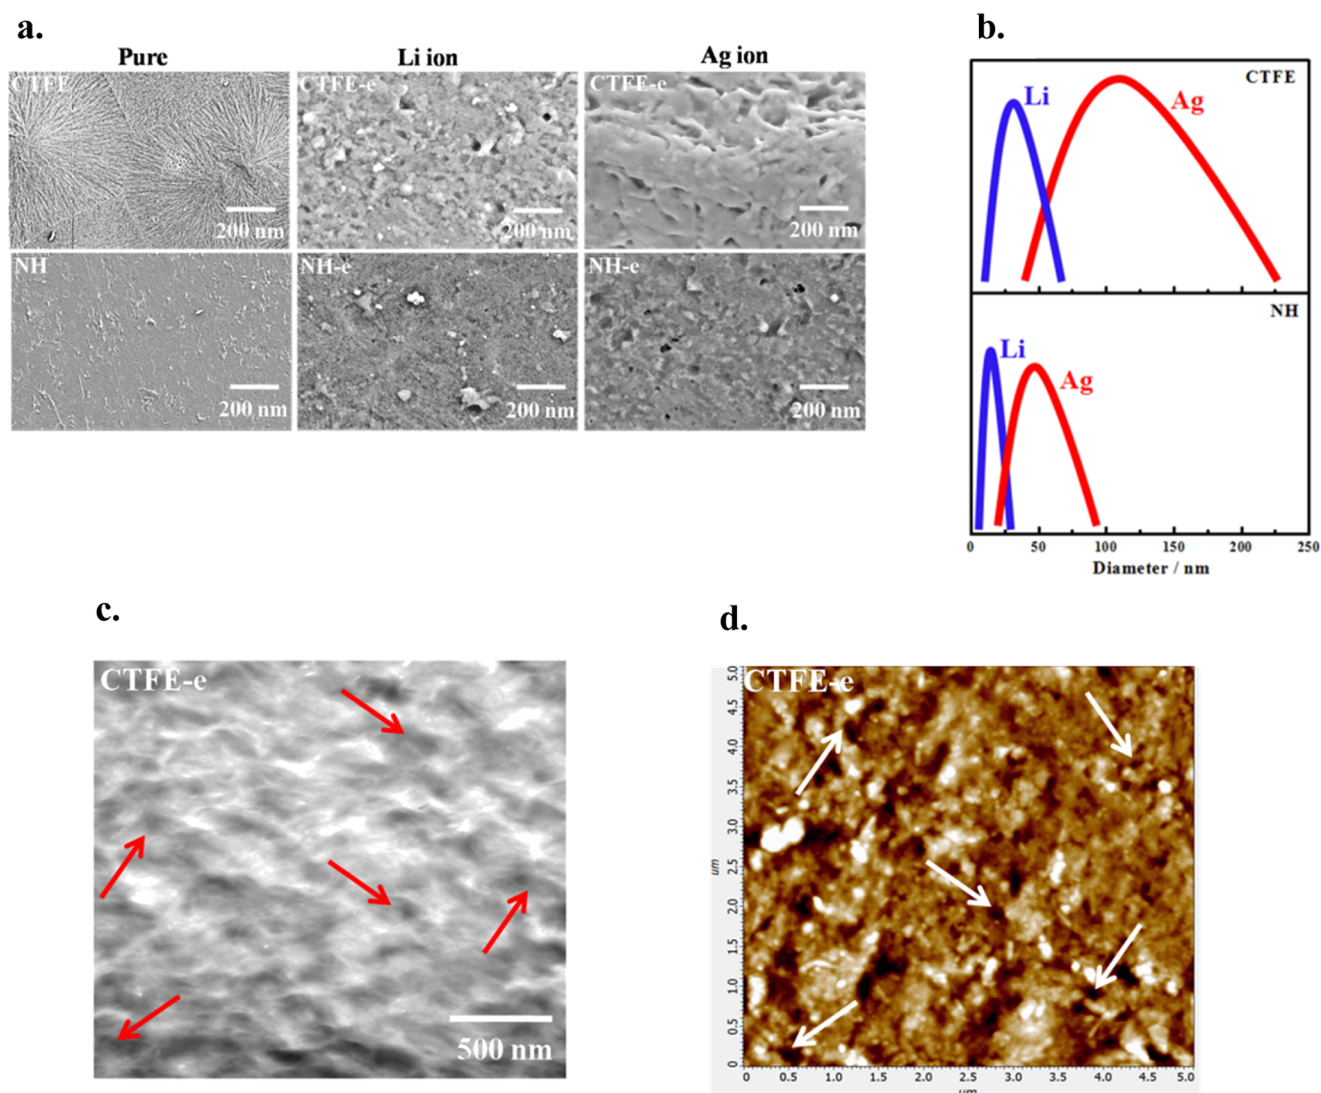 a.
Pure
Li ion
Ag ion
CTFE
CTFE-e
CTFE-e
200 nm
200 nm
200 nm
NH
NH-e
NH-e
200 nm
200 nm
200 nm
b.
CTFE
Li
Ag
NH
Li
Ag
0 50 100 150 200 250
Diameter / nm
c.
CTFE-e
500 nm
d.
CTFE-e
5.0
4.5
4.0
3.5
3.0
2.5
um
2.0
1.5
1.0
0.5
0
0 0.5 1.0 1.5 2.0 2.5 3.0 3.5 4.0 4.5 5.0
um